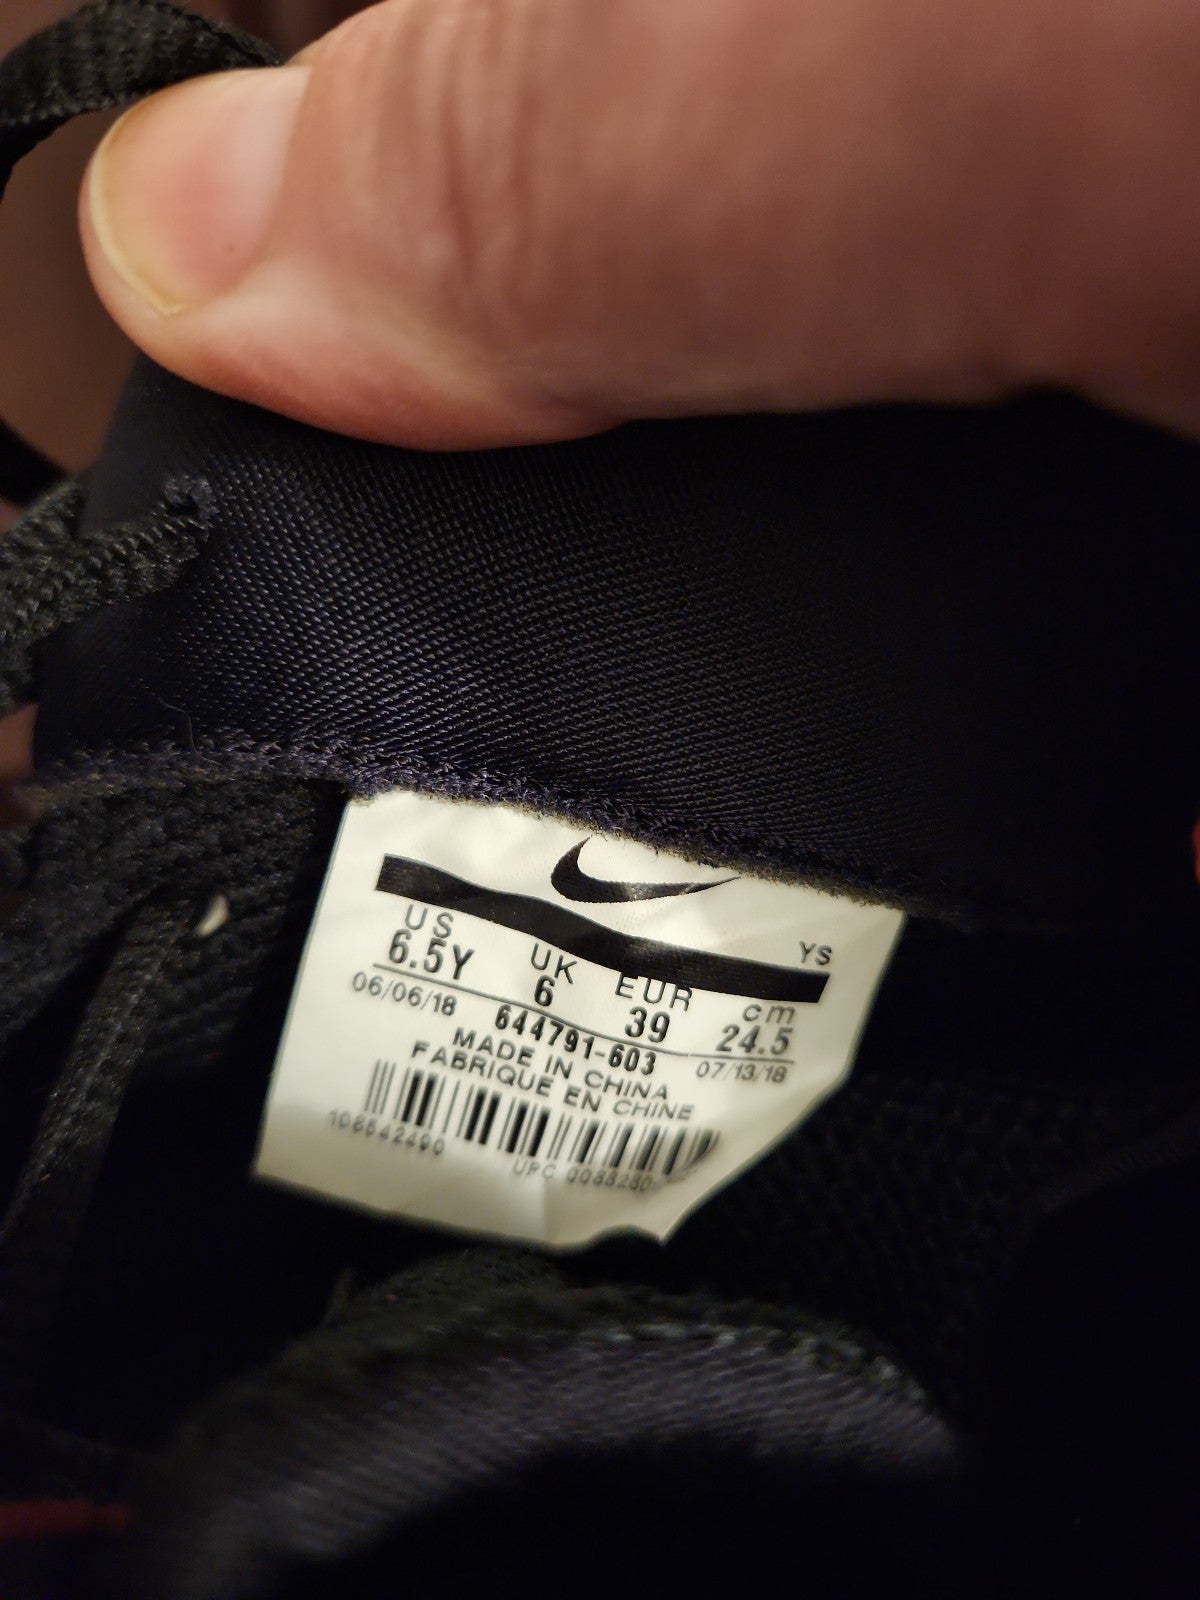 YS
US UK EUR cm
6.5Y 6 39 24.5
06/06/18 644791-603 07/13/18
MADE IN CHINA
FABRIQUE EN CHINE
108542490
UPC